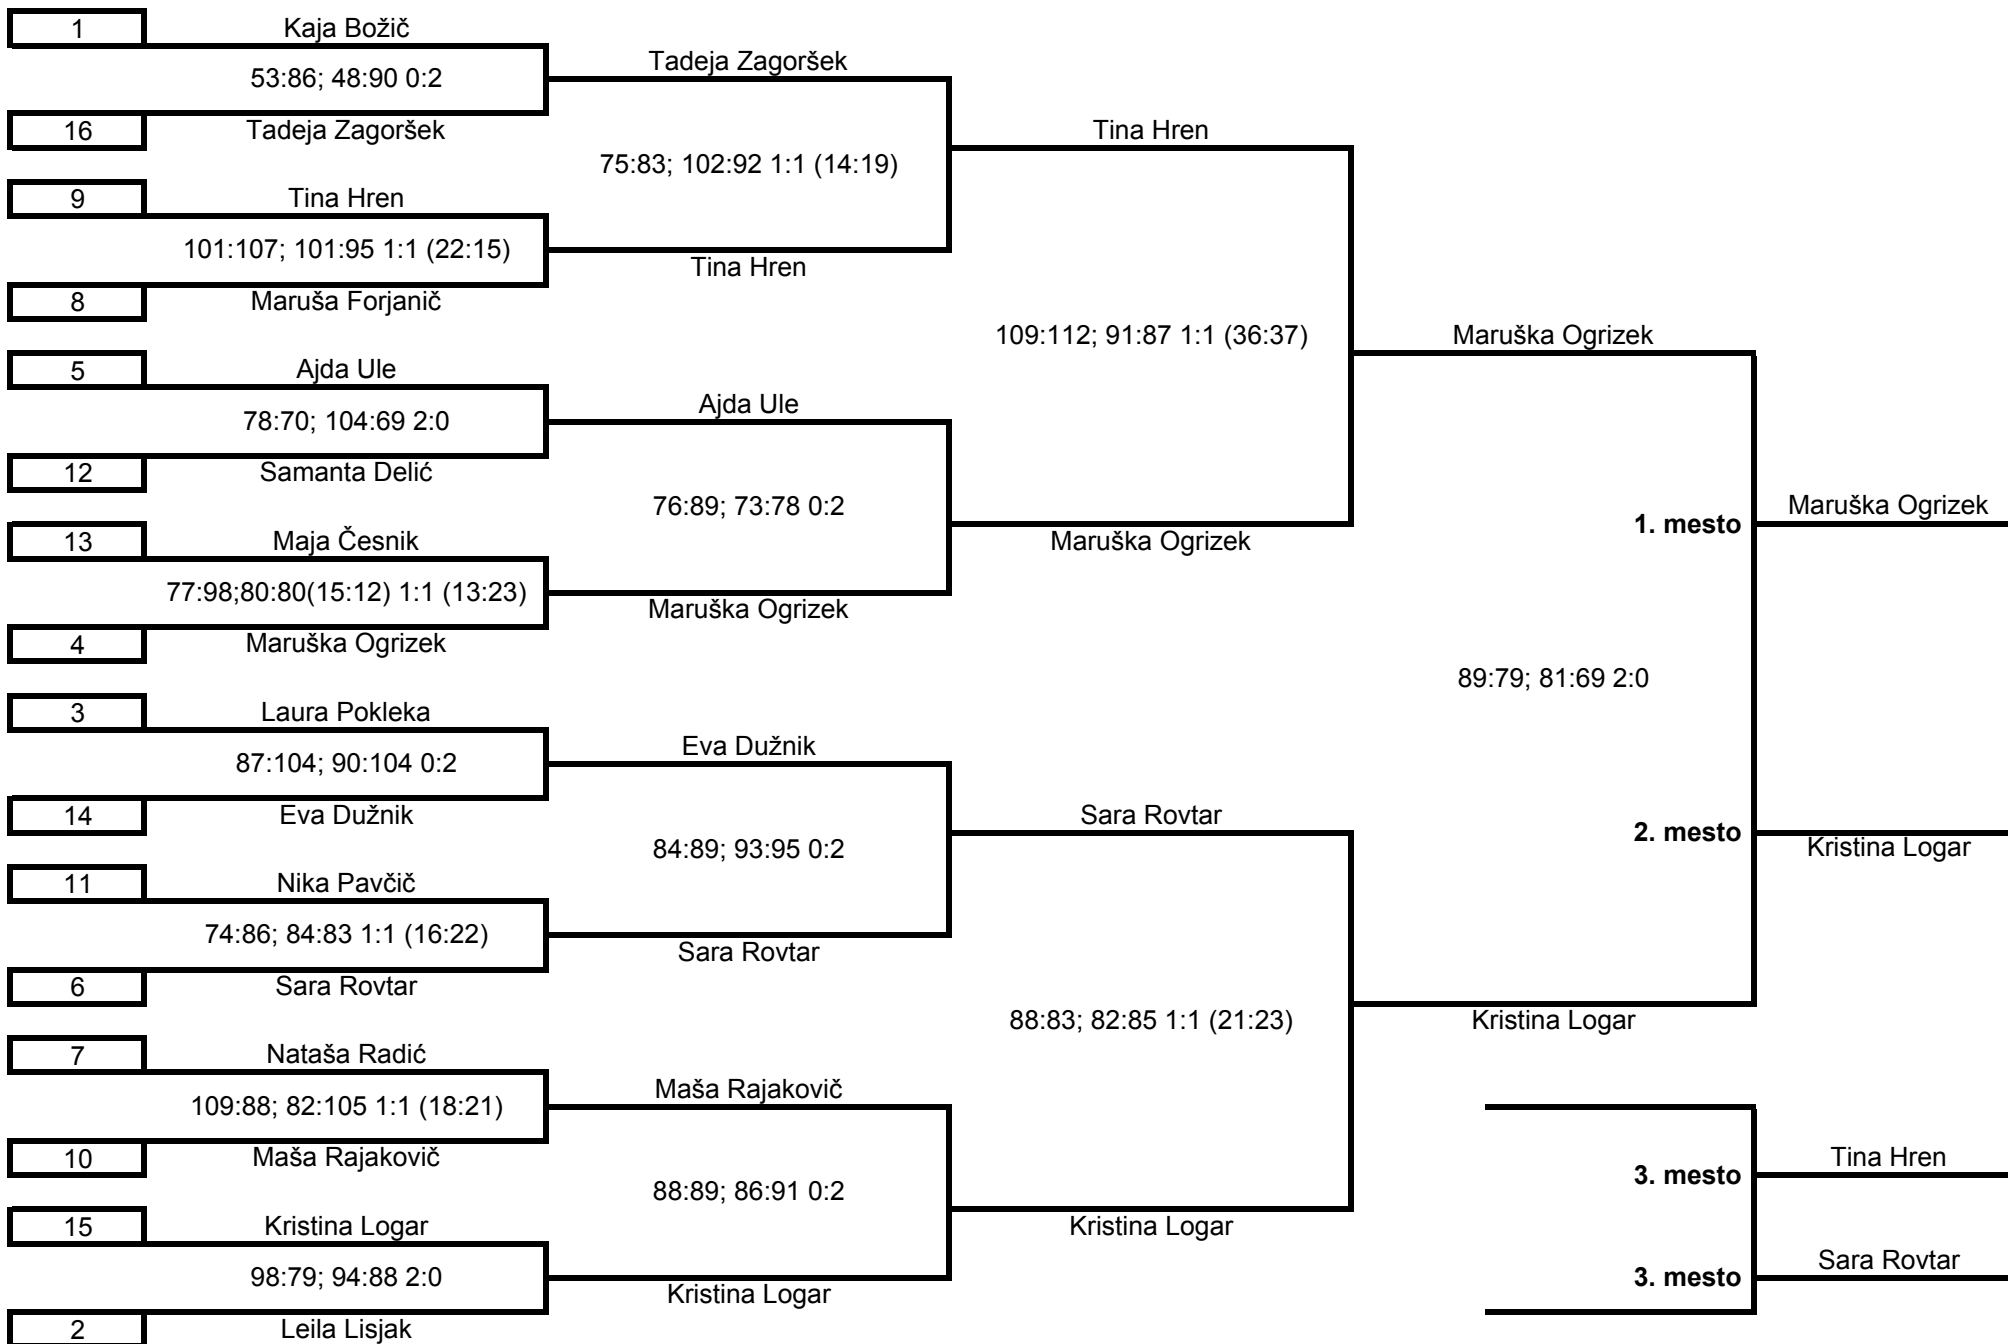 1 Kaja Božič
53:86; 48:90 0:2
16 Tadeja Zagoršek
9 Tina Hren
101:107; 101:95 1:1 (22:15)
8 Maruša Forjanič
5 Ajda Ule
78:70; 104:69 2:0
12 Samanta Delić
13 Maja Česnik
77:98;80:80(15:12) 1:1 (13:23)
4 Maruška Ogrizek
3 Laura Pokleka
87:104; 90:104 0:2
14 Eva Dužnik
11 Nika Pavčič
74:86; 84:83 1:1 (16:22)
6 Sara Rovtar
7 Nataša Radić
109:88; 82:105 1:1 (18:21)
10 Maša Rajakovič
15 Kristina Logar
98:79; 94:88 2:0
2 Leila Lisjak
Tadeja Zagoršek
75:83; 102:92 1:1 (14:19)
Tina Hren
Ajda Ule
76:89; 73:78 0:2
Maruška Ogrizek
Eva Dužnik
84:89; 93:95 0:2
Sara Rovtar
Maša Rajakovič
88:89; 86:91 0:2
Kristina Logar
Tina Hren
109:112; 91:87 1:1 (36:37)
Maruška Ogrizek
Sara Rovtar
88:83; 82:85 1:1 (21:23)
Kristina Logar
Maruška Ogrizek
89:79; 81:69 2:0
Kristina Logar
1. mesto Maruška Ogrizek
2. mesto Kristina Logar
3. mesto Tina Hren
3. mesto Sara Rovtar